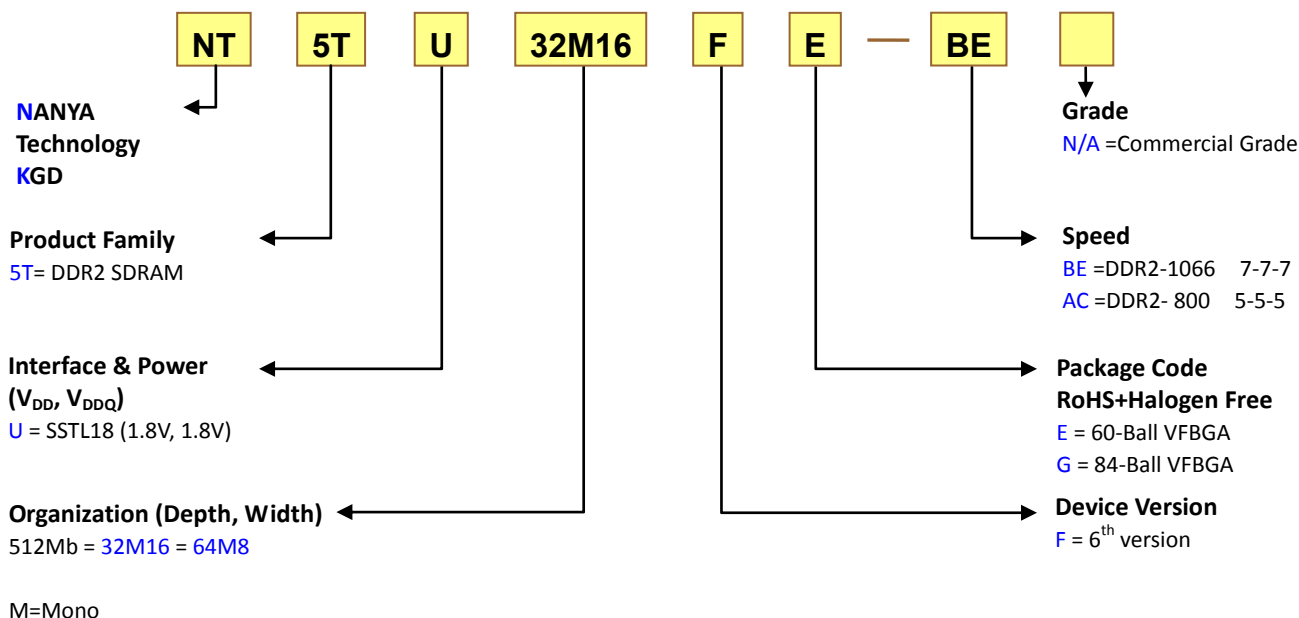 NT 5T U 32M16 F E — BE
NANYA
Technology
KGD
Grade
N/A =Commercial Grade
Product Family
5T= DDR2 SDRAM
Speed
BE =DDR2-1066 7-7-7
AC =DDR2- 800 5-5-5
Interface & Power
(VDD, VDDQ)
U = SSTL18 (1.8V, 1.8V)
Package Code
RoHS+Halogen Free
E = 60-Ball VFBGA
G = 84-Ball VFBGA
Organization (Depth, Width)
512Mb = 32M16 = 64M8
Device Version
F = 6th version
M=Mono